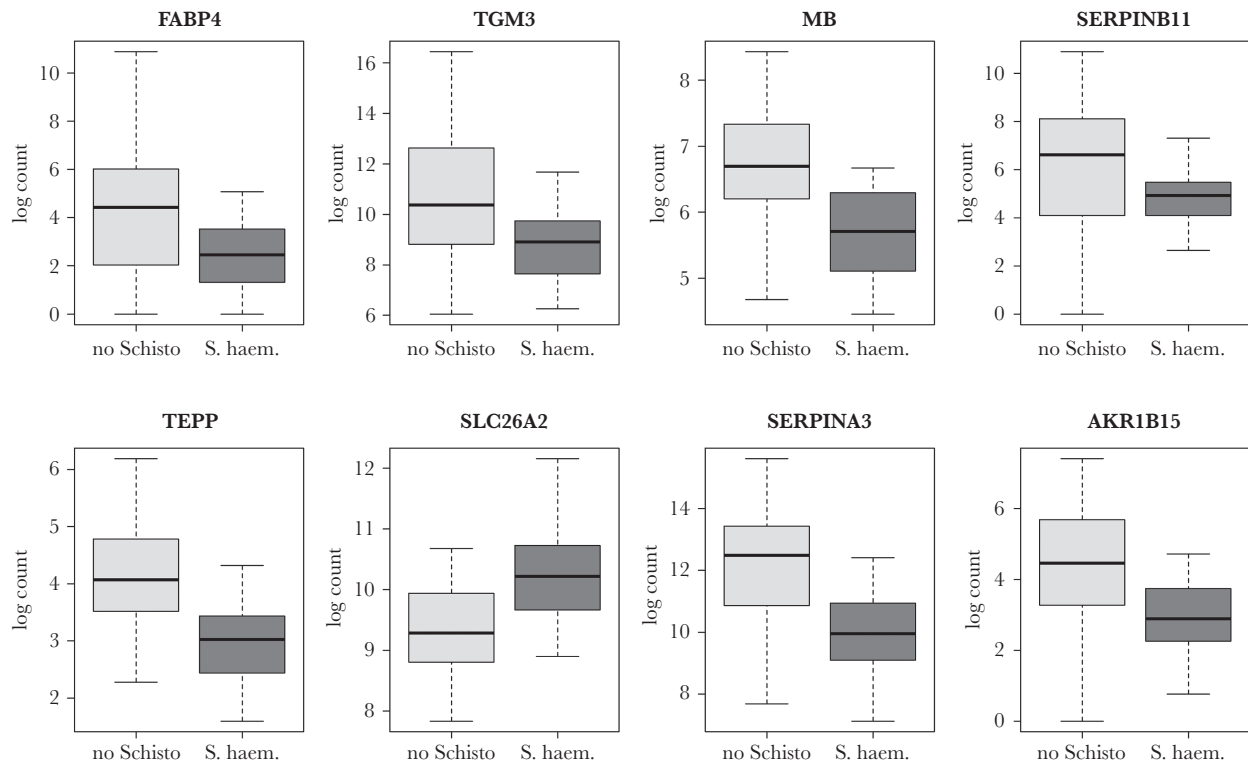 FABP4 TGM3 MB SERPINB11
log count
10
8
6
4
2
0
no Schisto S. haem.
log count
16
14
12
10
8
6
no Schisto S. haem.
log count
8
7
6
5
no Schisto S. haem.
log count
10
8
6
4
2
0
no Schisto S. haem.
TEPP SLC26A2 SERPINA3 AKR1B15
log count
6
5
4
3
2
no Schisto S. haem.
log count
12
11
10
9
8
no Schisto S. haem.
log count
14
12
10
8
no Schisto S. haem.
log count
6
4
2
0
no Schisto S. haem.